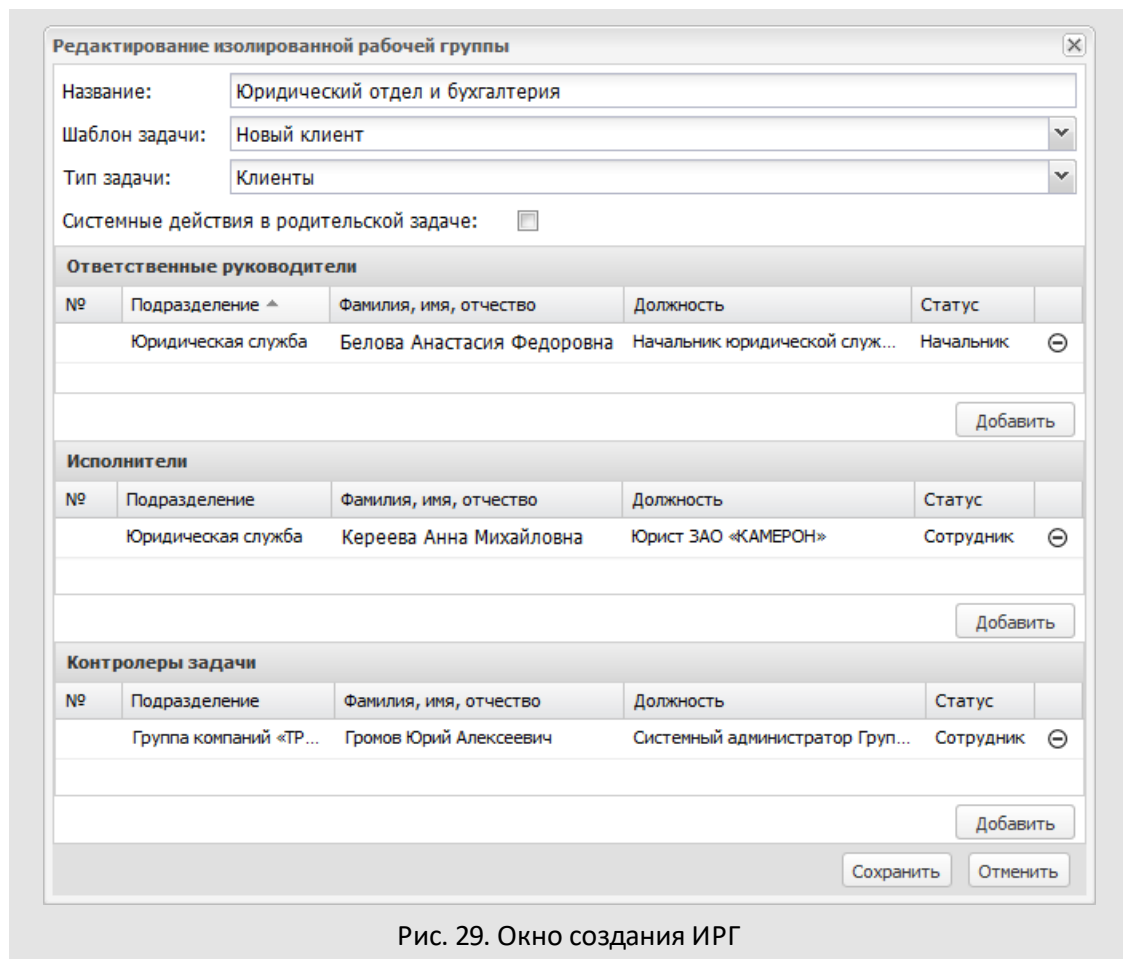 Редактирование изолированной рабочей группы
Название: Юридический отдел и бухгалтерия
Шаблон задачи: Новый клиент
Тип задачи: Клиенты
Системные действия в родительской задаче:
Ответственные руководители
№ Подразделение Фамилия, имя, отчество Должность Статус
Юридическая служба Белова Анастасия Федоровна Начальник юридической служ... Начальник
Добавить
Исполнители
№ Подразделение Фамилия, имя, отчество Должность Статус
Юридическая служба Кереева Анна Михайловна Юрист ЗАО «КАМЕРОН» Сотрудник
Добавить
Контролеры задачи
№ Подразделение Фамилия, имя, отчество Должность Статус
Группа компаний «ТР... Громов Юрий Алексеевич Системный администратор Груп... Сотрудник
Добавить
Сохранить Отменить
Рис. 29. Окно создания ИРГ